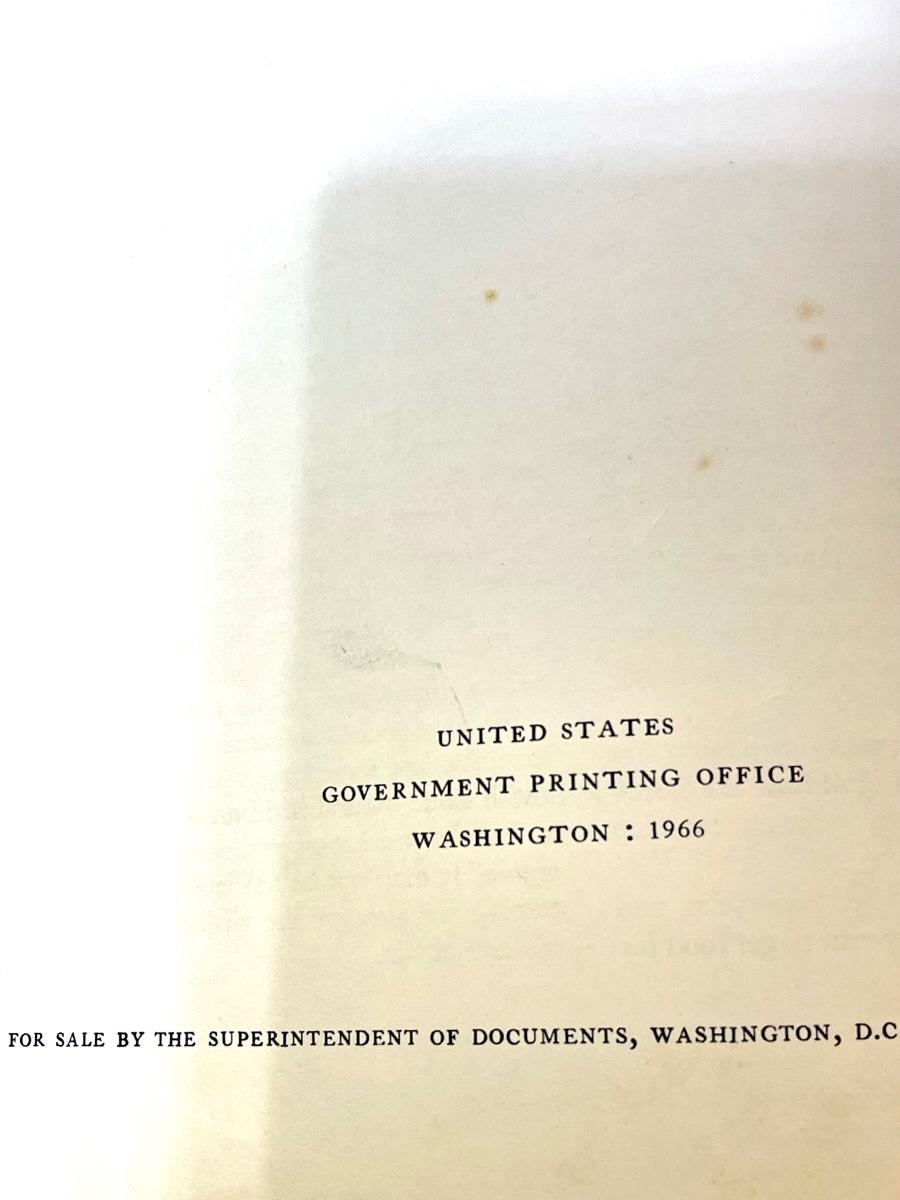 UNITED STATES
GOVERNMENT PRINTING OFFICE
WASHINGTON : 1966
FOR SALE BY THE SUPERINTENDENT OF DOCUMENTS, WASHINGTON, D.C